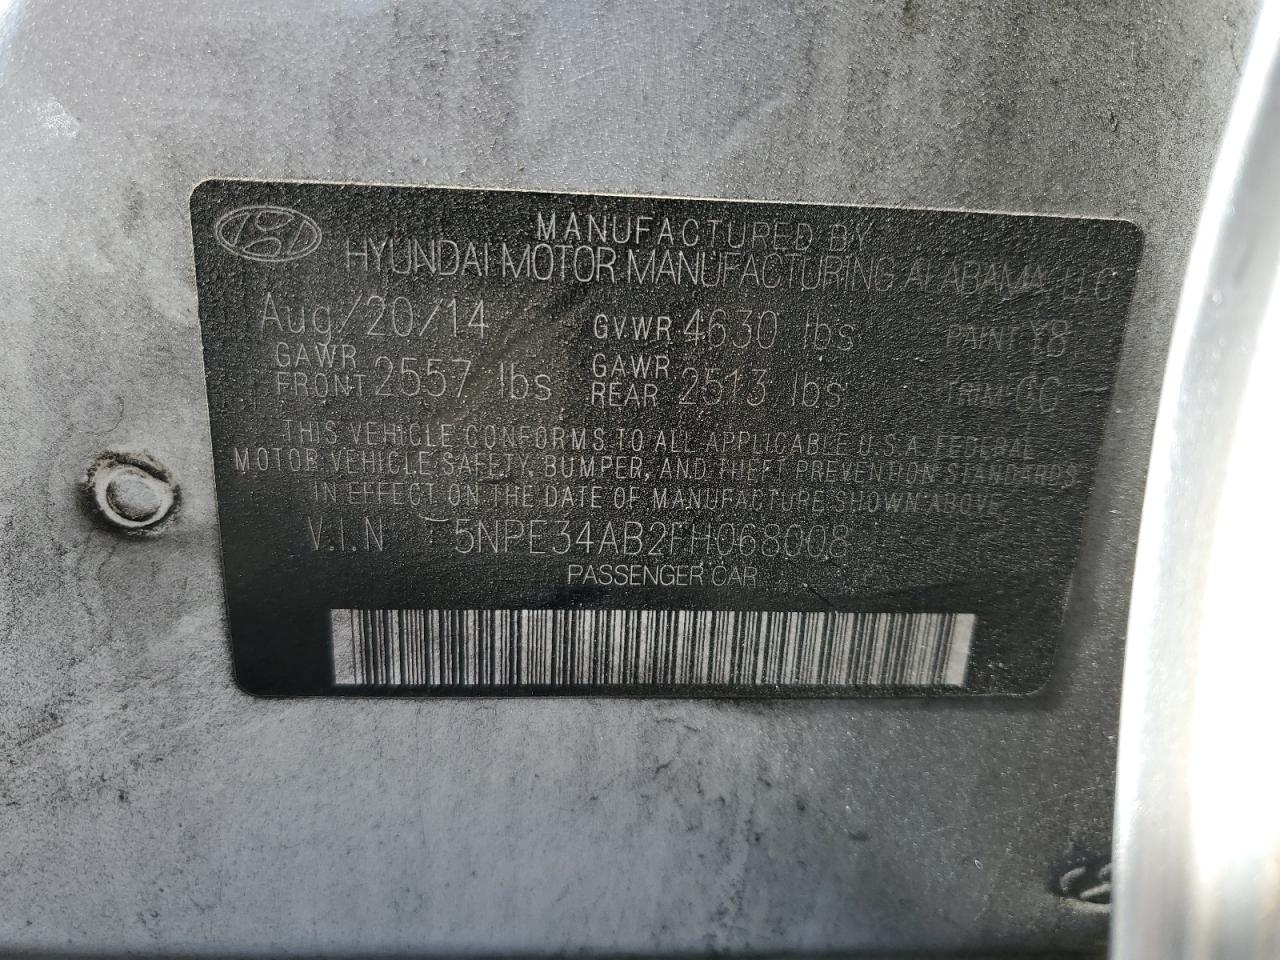 MANUFACTURED BY
HYUNDAI MOTOR MANUFACTURING ALABAMA, LLC
Aug/20/14 GVWR 4630 lbs PAINT Y8
GAWR FRONT 2557 lbs GAWR REAR 2513 lbs TRIM
THIS VEHICLE CONFORMS TO ALL APPLICABLE U.S.A. FEDERAL
MOTOR VEHICLE SAFETY, BUMPER, AND THEFT PREVENTION STANDARDS
IN EFFECT ON THE DATE OF MANUFACTURE SHOWN ABOVE
V.I.N : 5NPE34AB2FH068008
PASSENGER CAR